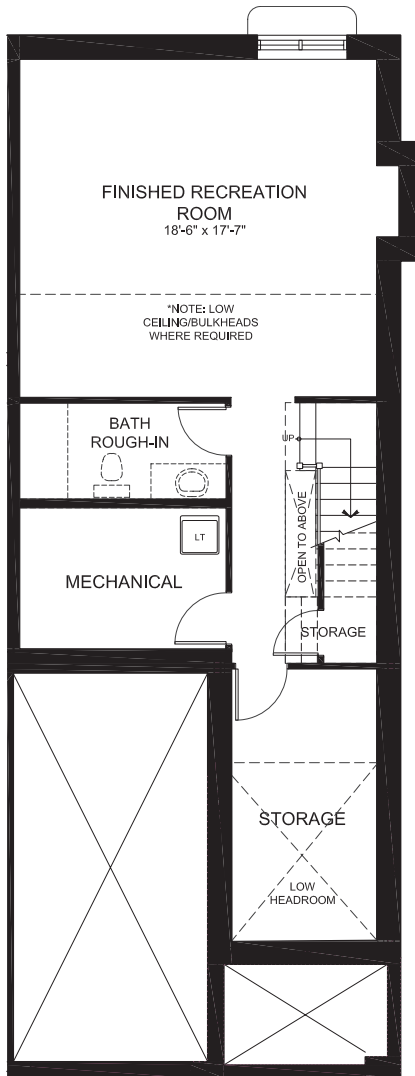 FINISHED RECREATION
ROOM
18'-6" x 17'-7"
*NOTE: LOW
CEILING/BULKHEADS
WHERE REQUIRED
BATH
ROUGH-IN
UP
OPEN TO ABOVE
LT
MECHANICAL
STORAGE
STORAGE
LOW
HEADROOM